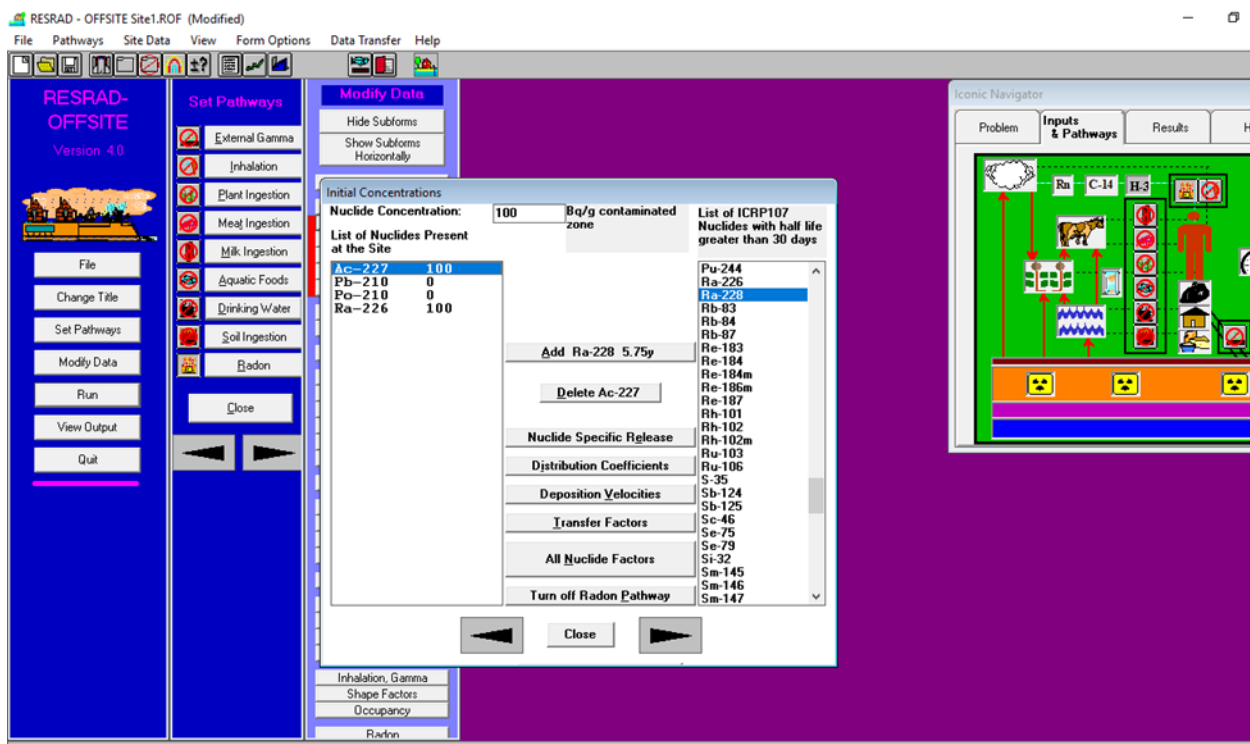 RESRAD - OFFSITE Site1.ROF (Modified)
File Pathways Site Data View Form Options Data Transfer Help
RESRAD-
OFFSITE
Version 4.0
File
Change Title
Set Pathways
Modify Data
Run
View Output
Quit
Set Pathways
External Gamma
Inhalation
Plant Ingestion
Meat Ingestion
Milk Ingestion
Aquatic Foods
Drinking Water
Soil Ingestion
Radon
Close
Modify Data
Hide Subforms
Show Subforms
Horizontally
Initial Concentrations
Nuclide Concentration: 100 Bq/g contaminated
zone
List of Nuclides Present
at the Site
Ac-227 100
Pb-210 0
Po-210 0
Ra-226 100
Add Ra-228 5.75y
Delete Ac-227
Nuclide Specific Release
Distribution Coefficients
Deposition Velocities
Transfer Factors
All Nuclide Factors
Turn off Radon Pathway
Close
List of ICRP107
Nuclides with half life
greater than 30 days
Pu-244
Ra-226
Ra-228
Rb-83
Rb-84
Rb-87
Re-183
Re-184
Re-184m
Re-186m
Re-187
Rh-101
Rh-102
Rh-102m
Ru-103
Ru-106
S-35
Sb-124
Sb-125
Sc-46
Se-75
Se-79
Si-32
Sm-145
Sm-146
Sm-147
Inhalation, Gamma
Shape Factors
Occupancy
Radon
Iconic Navigator
Problem
Inputs
& Pathways
Results
H
Rn C-14 H-3